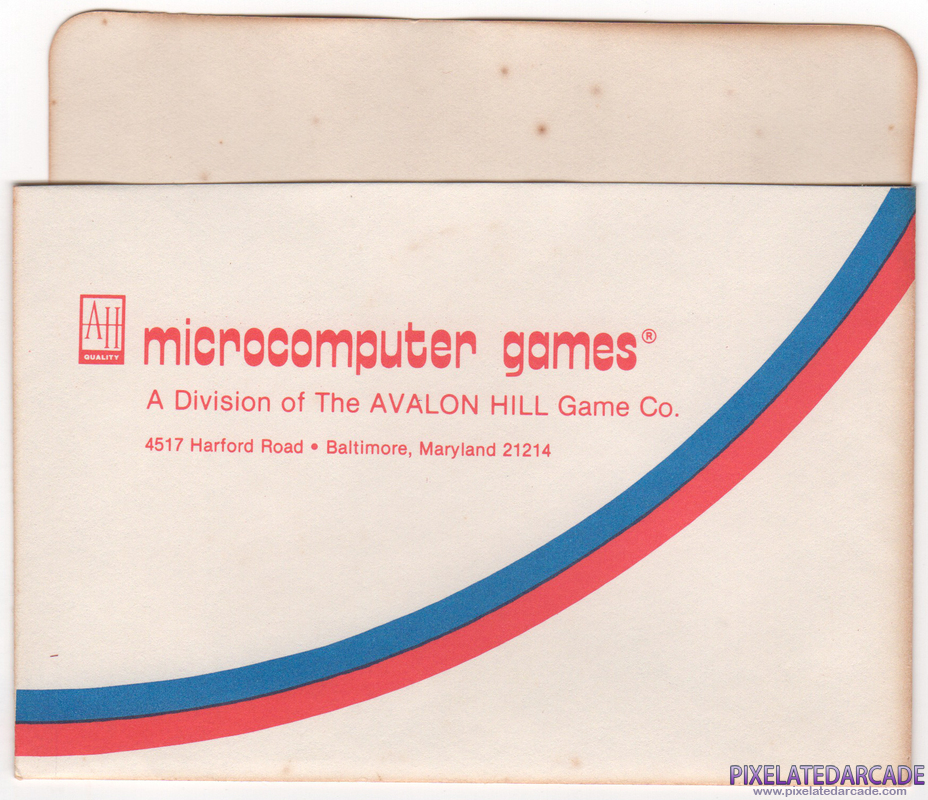 AH
QUALITY
microcomputer games®
A Division of The AVALON HILL Game Co.
4517 Harford Road • Baltimore, Maryland 21214
PIXELATEDARCADE
www.pixelatedarcade.com